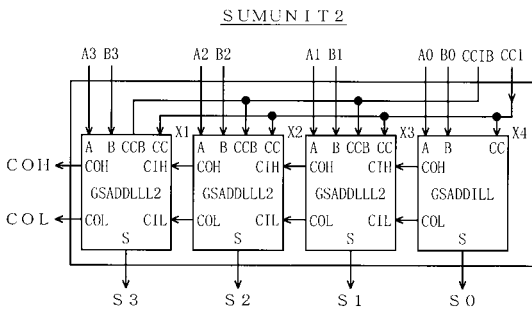 SUMUNIT2
A3 B3 A2 B2 A1 B1 A0 B0 CCIB CCI
X1 X2 X3 X4
A B CCB CC A B CCB CC A B CCB CC A B CC
COH COH CIH COH CIH COH CIH COH
GSADDLLL2 GSADDLLL2 GSADDLLL2 GSADDILL
COL COL CIL COL CIL COL CIL COL
S S S S
S3 S2 S1 S0